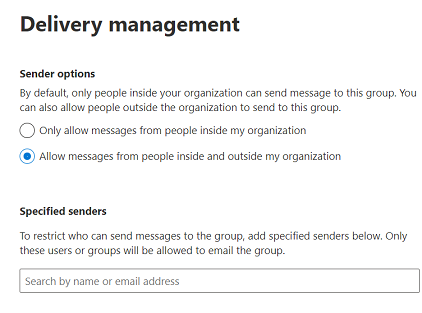 Delivery management
Sender options
By default, only people inside your organization can send message to this group. You
can also allow people outside the organization to send to this group.
Only allow messages from people inside my organization
Allow messages from people inside and outside my organization
Specified senders
To restrict who can send messages to the group, add specified senders below. Only
these users or groups will be allowed to email the group.
Search by name or email address